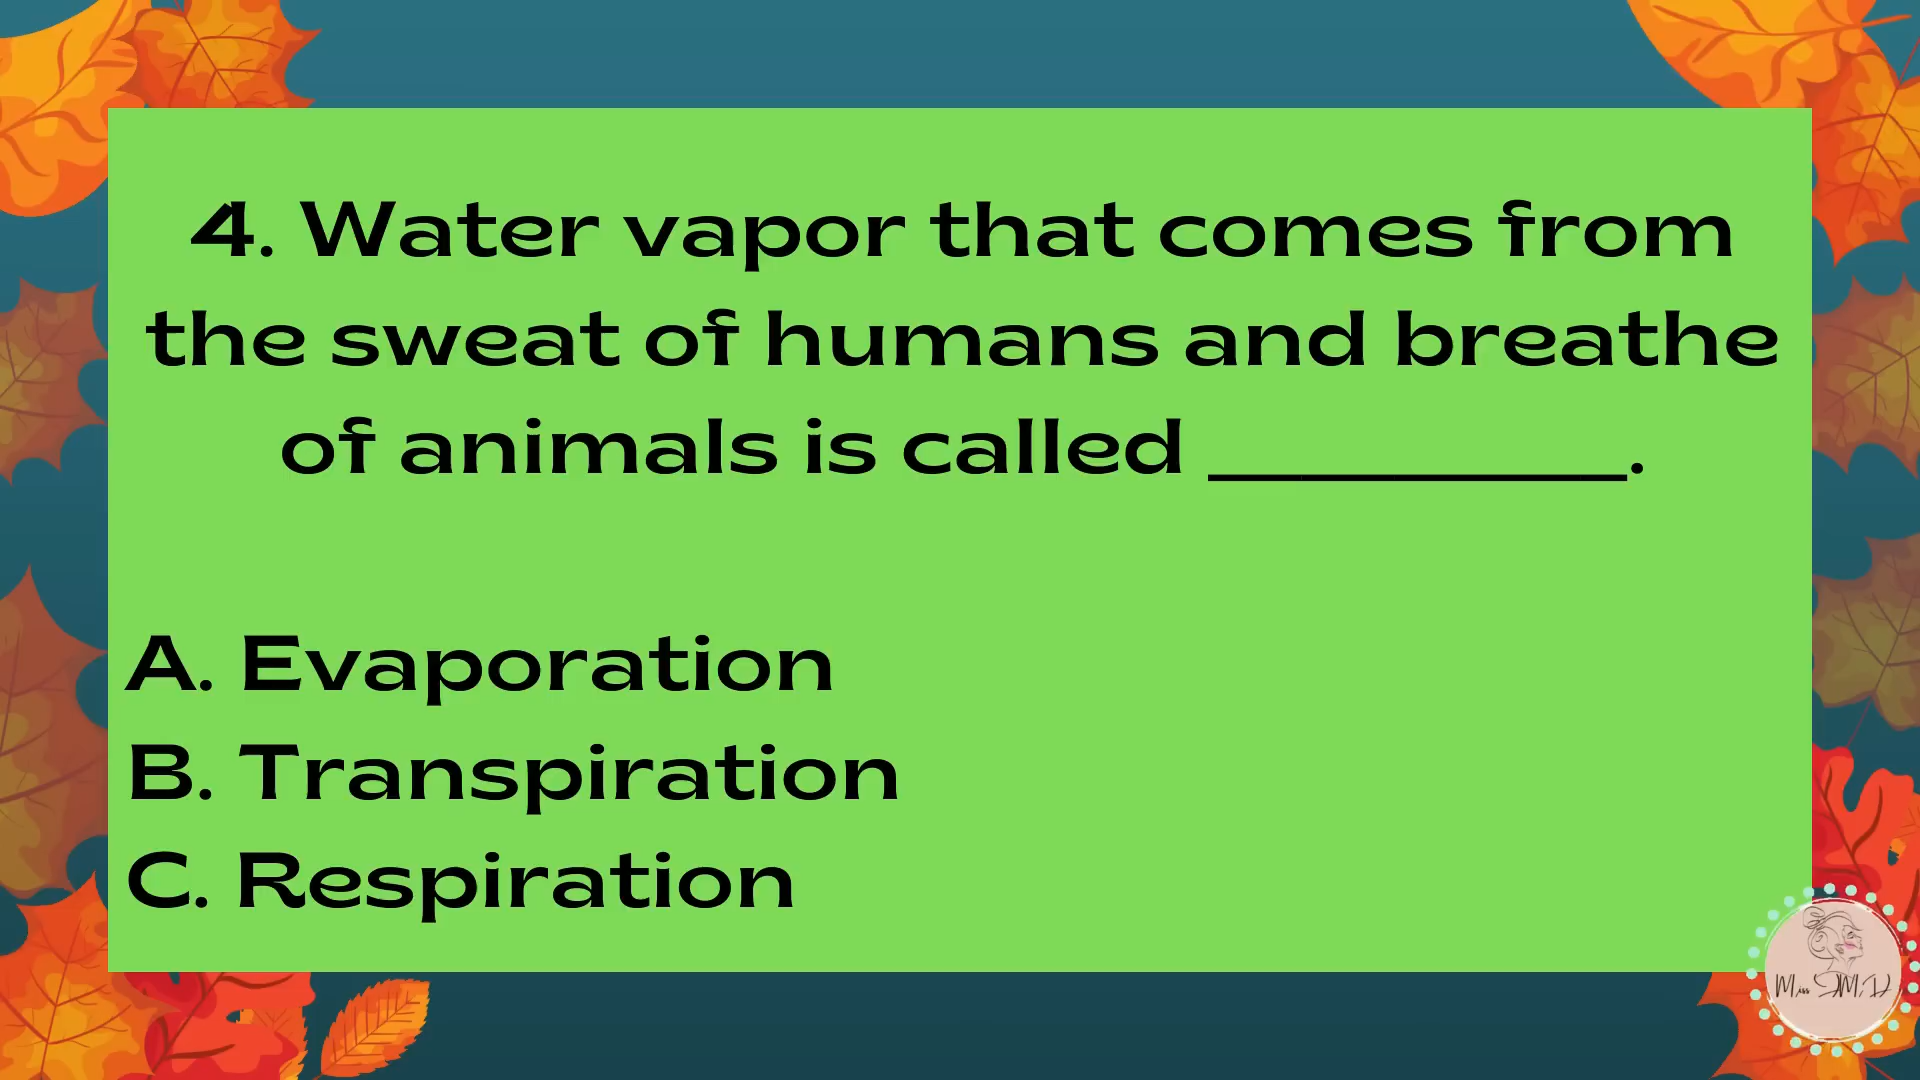 4. Water vapor that comes from
the sweat of humans and breathe
of animals is called __________.
A. Evaporation
B. Transpiration
C. Respiration